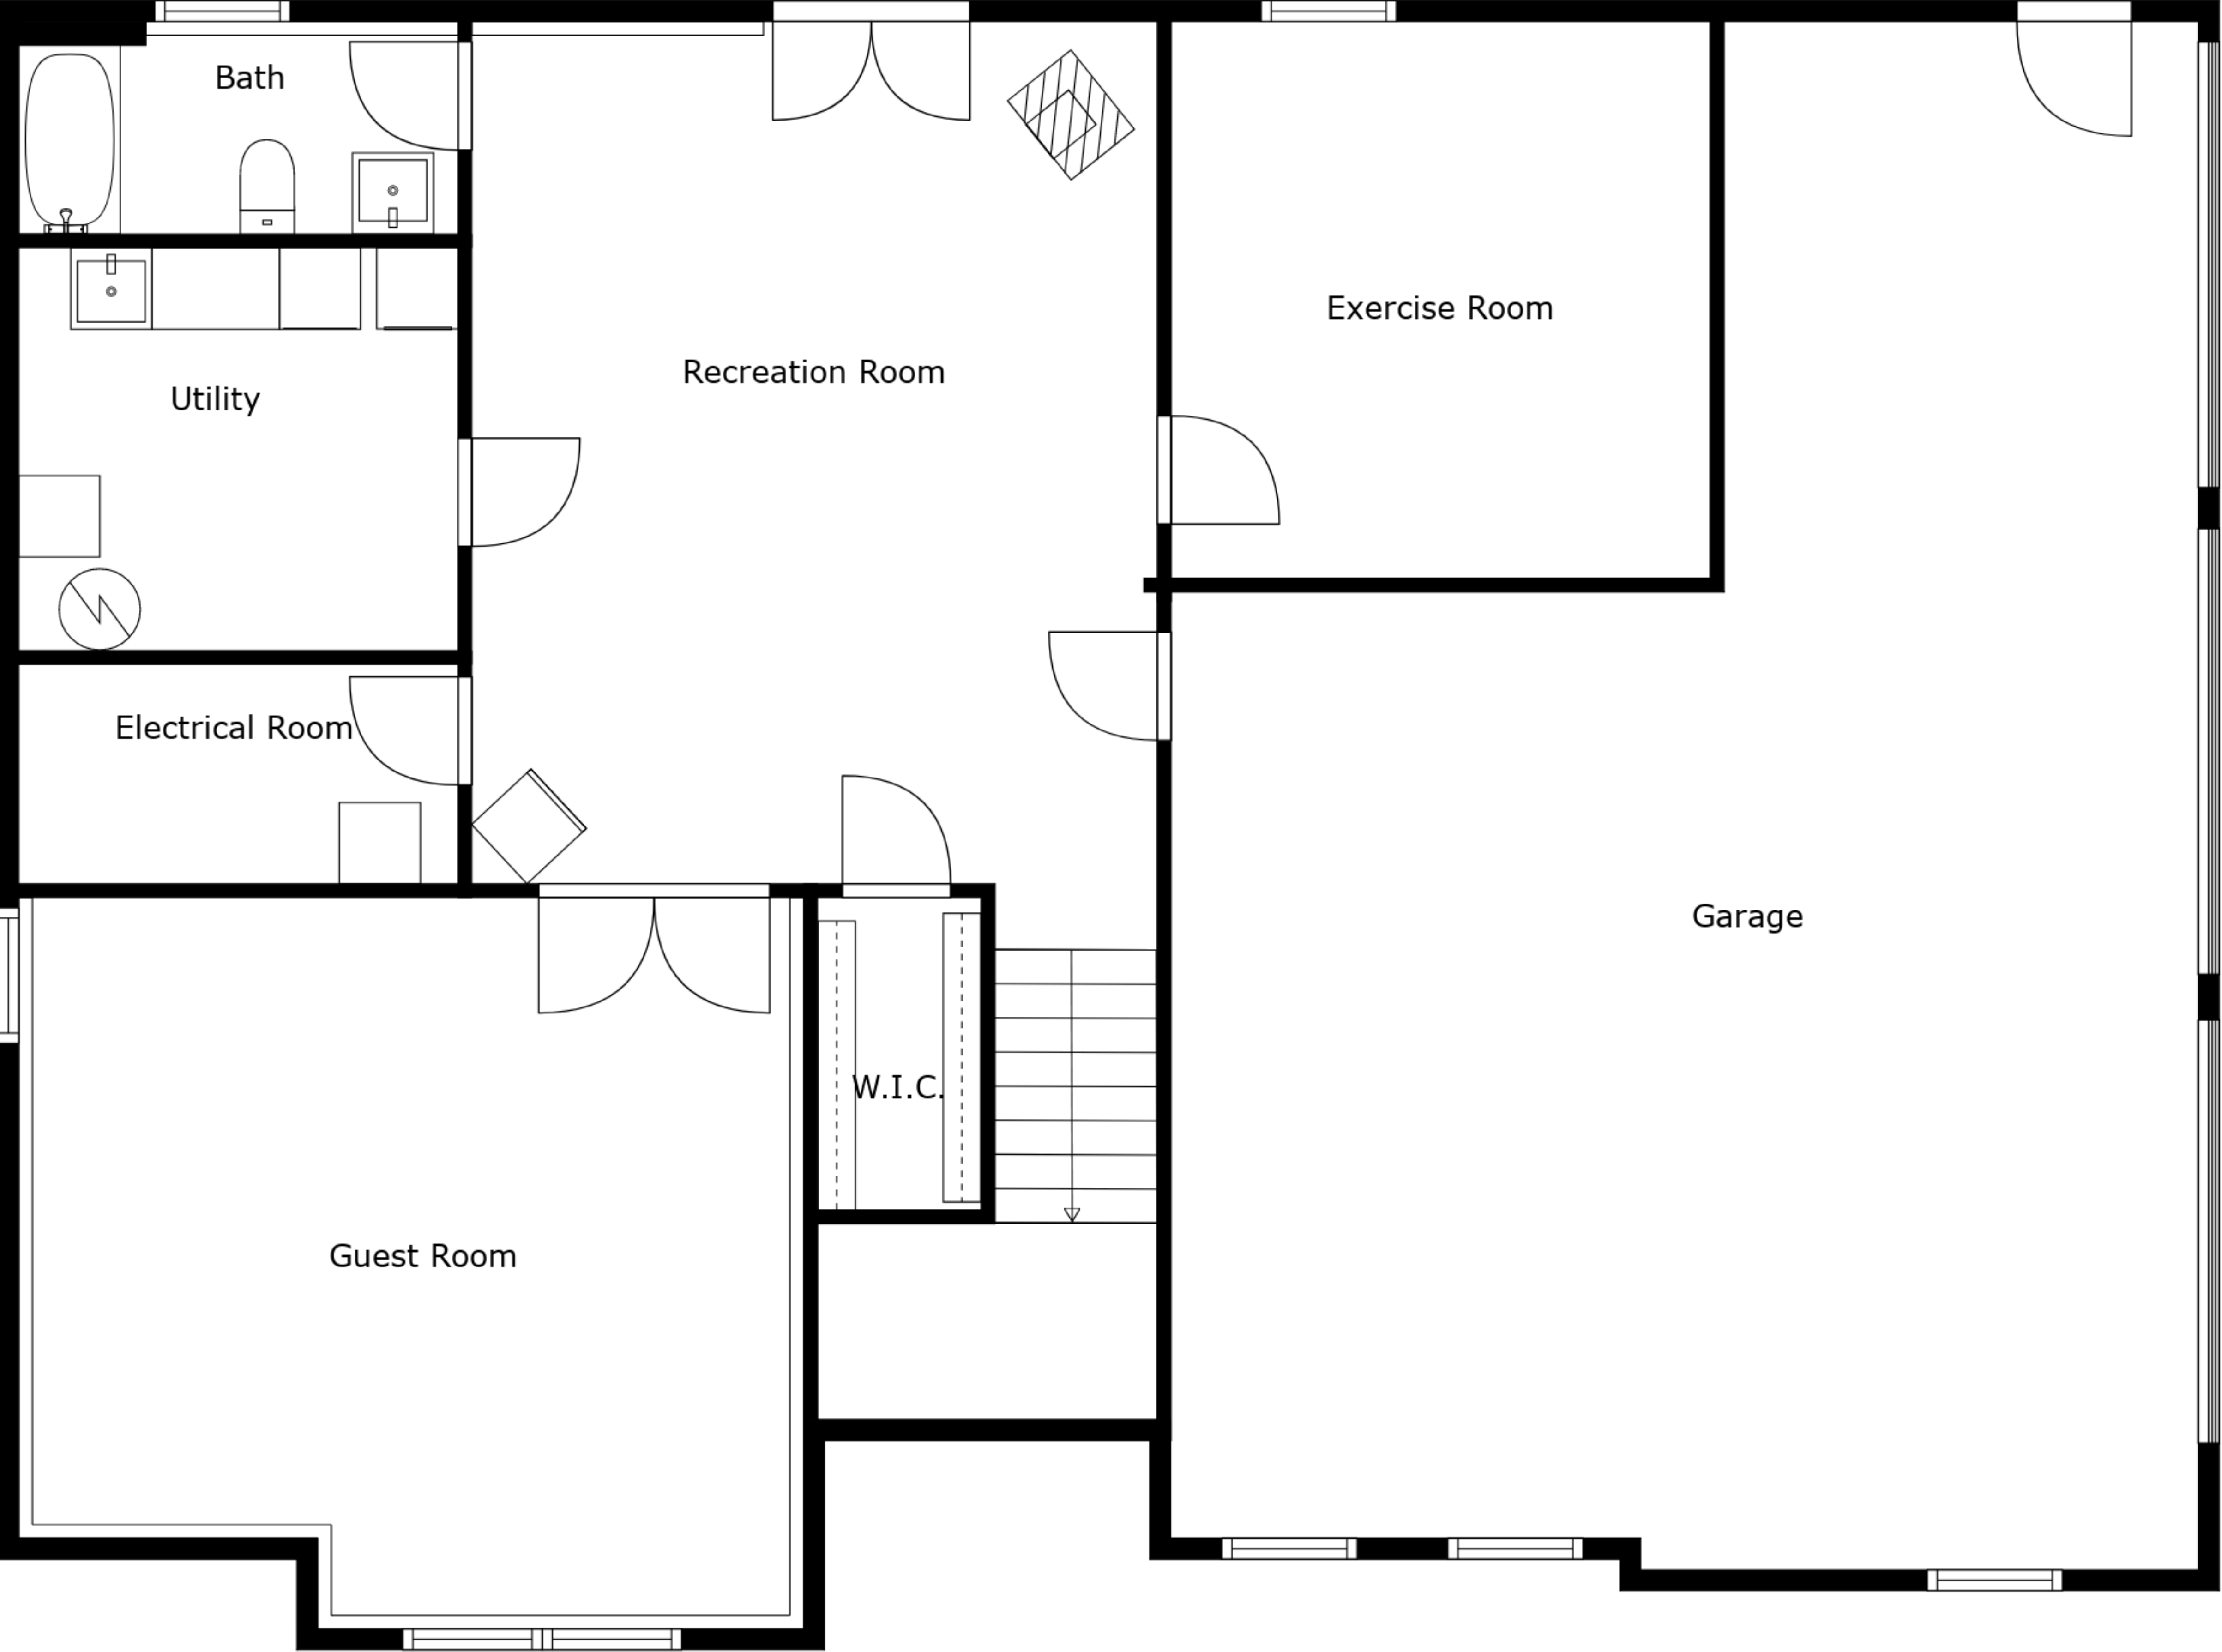 Bath
Exercise Room
Recreation Room
Utility
Electrical Room
Garage
W.I.C.
Guest Room